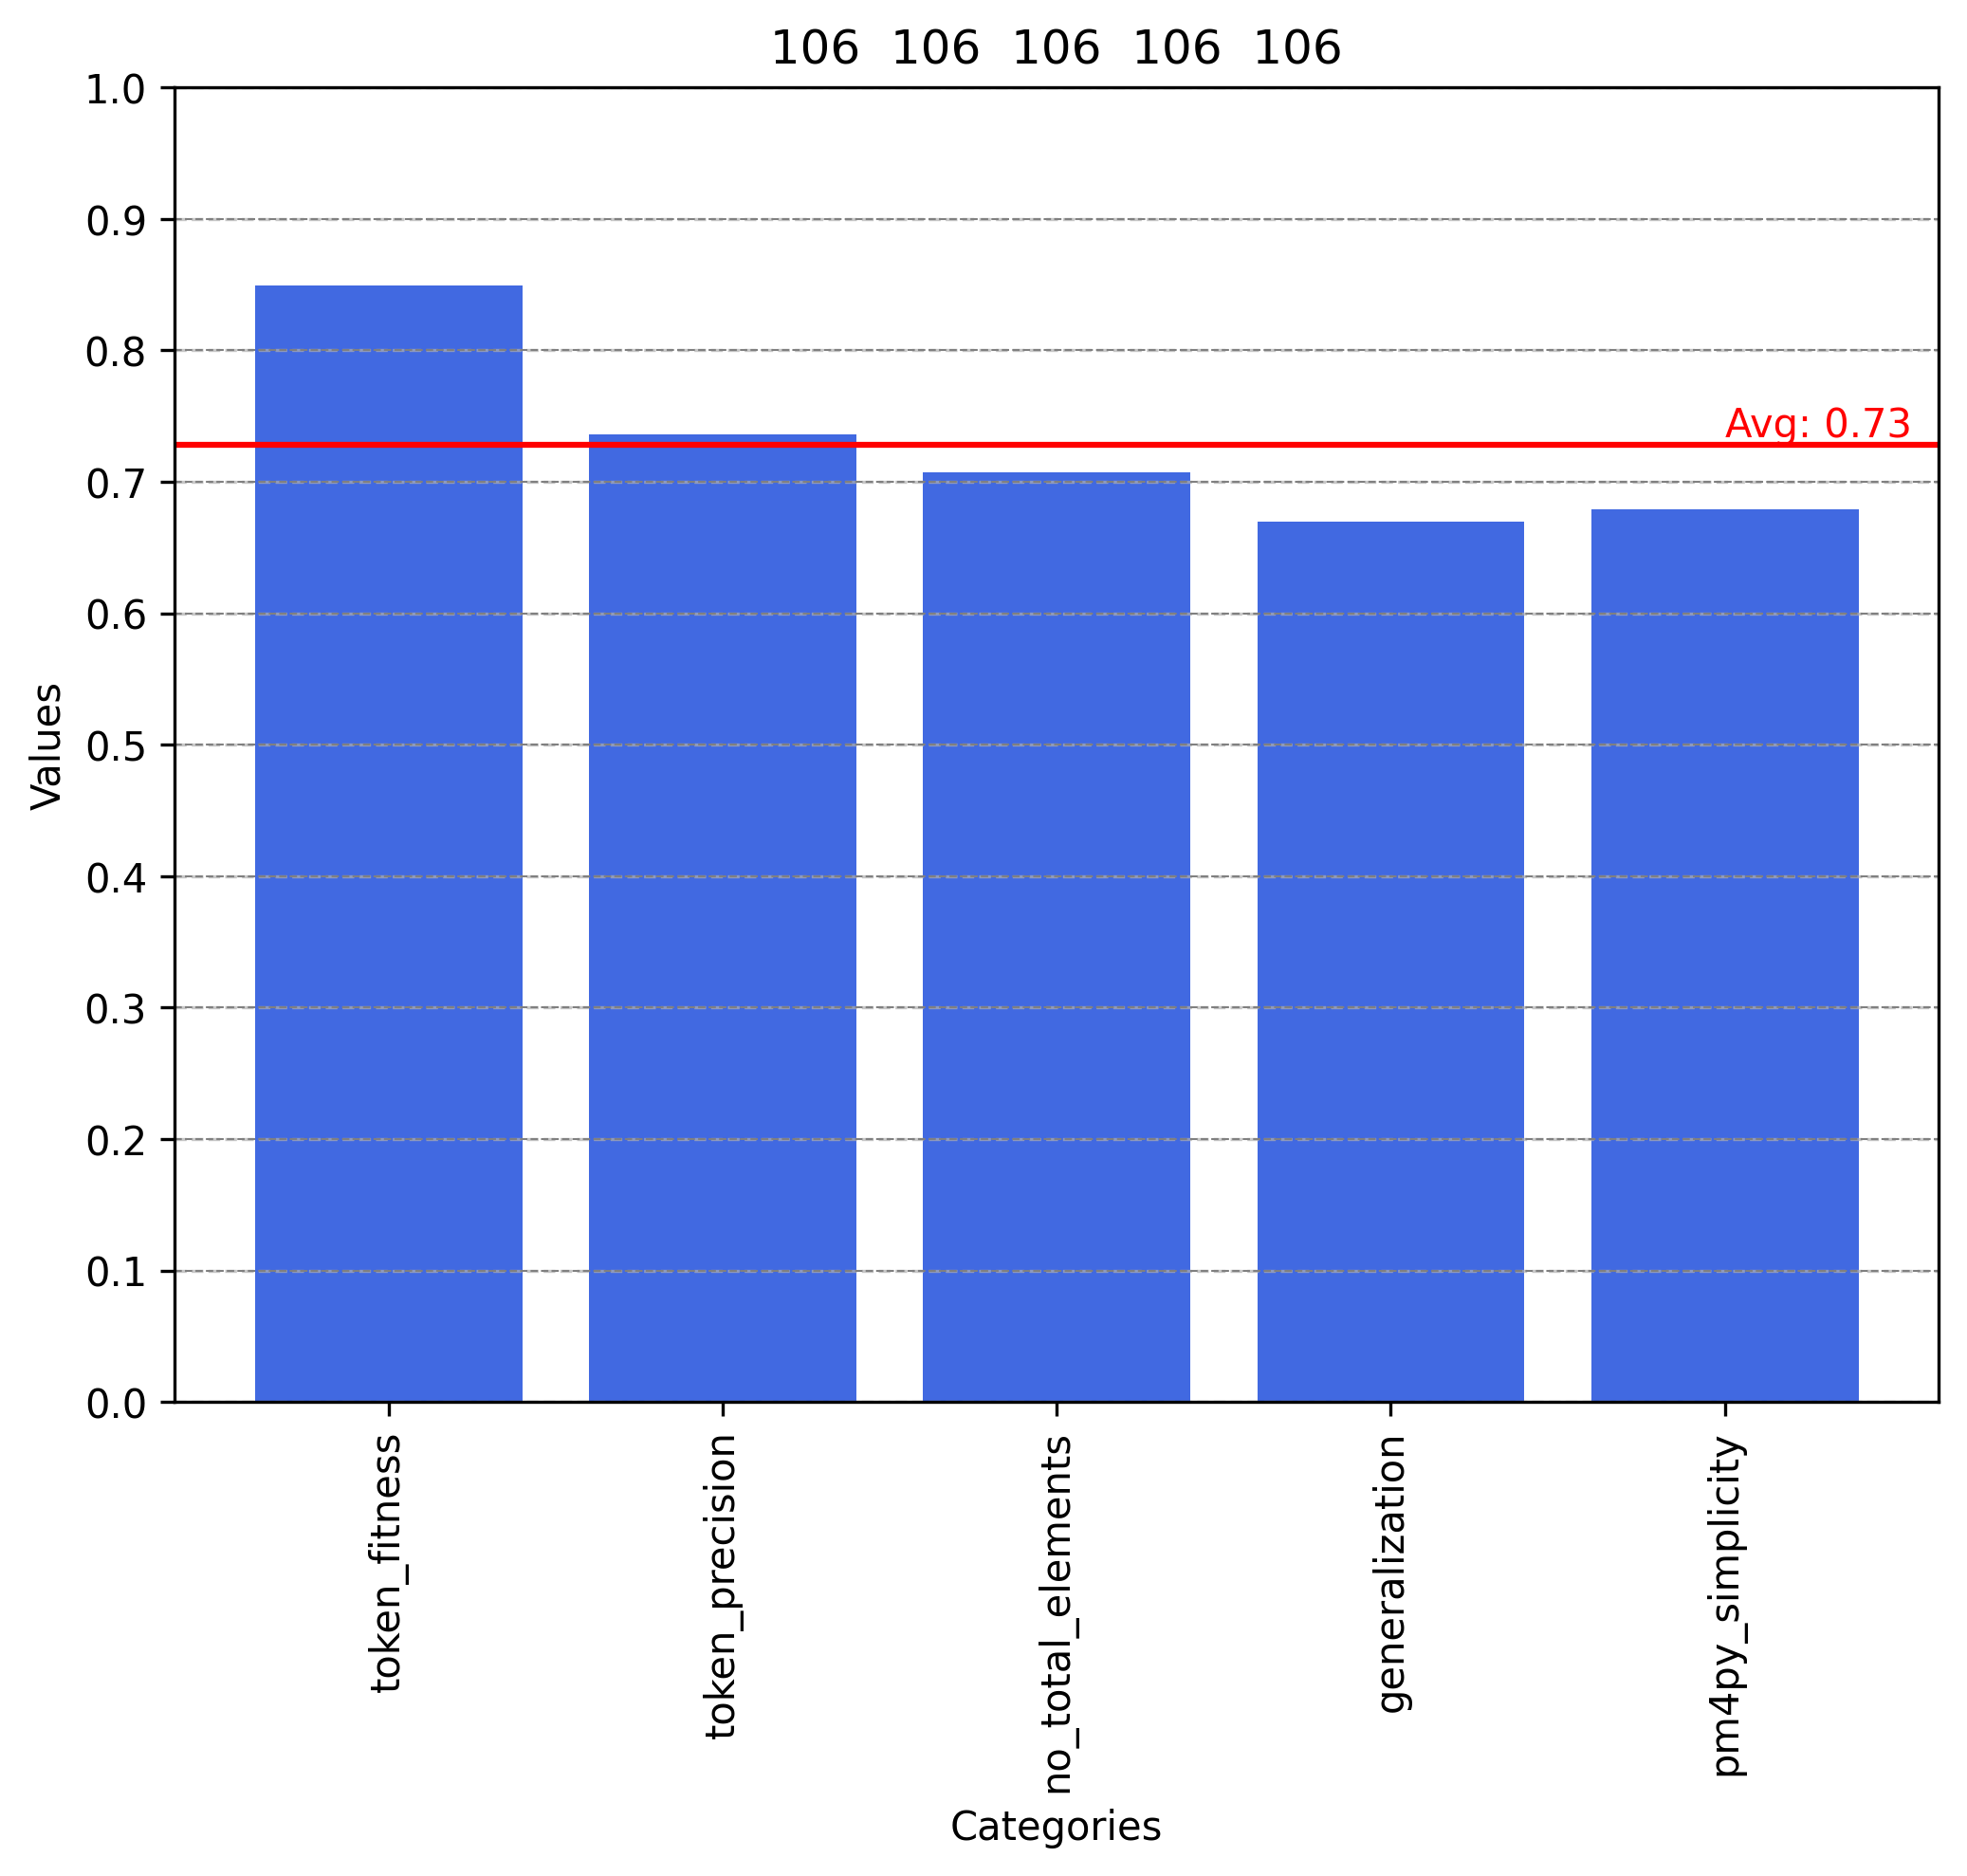 106 106 106 106 106
1.0
0.9
0.8
Avg: 0.73
0.7
0.6
0.5
0.4
0.3
0.2
0.1
0.0
Values
token_fitness
token_precision
no_total_elements
generalization
pm4py_simplicity
Categories